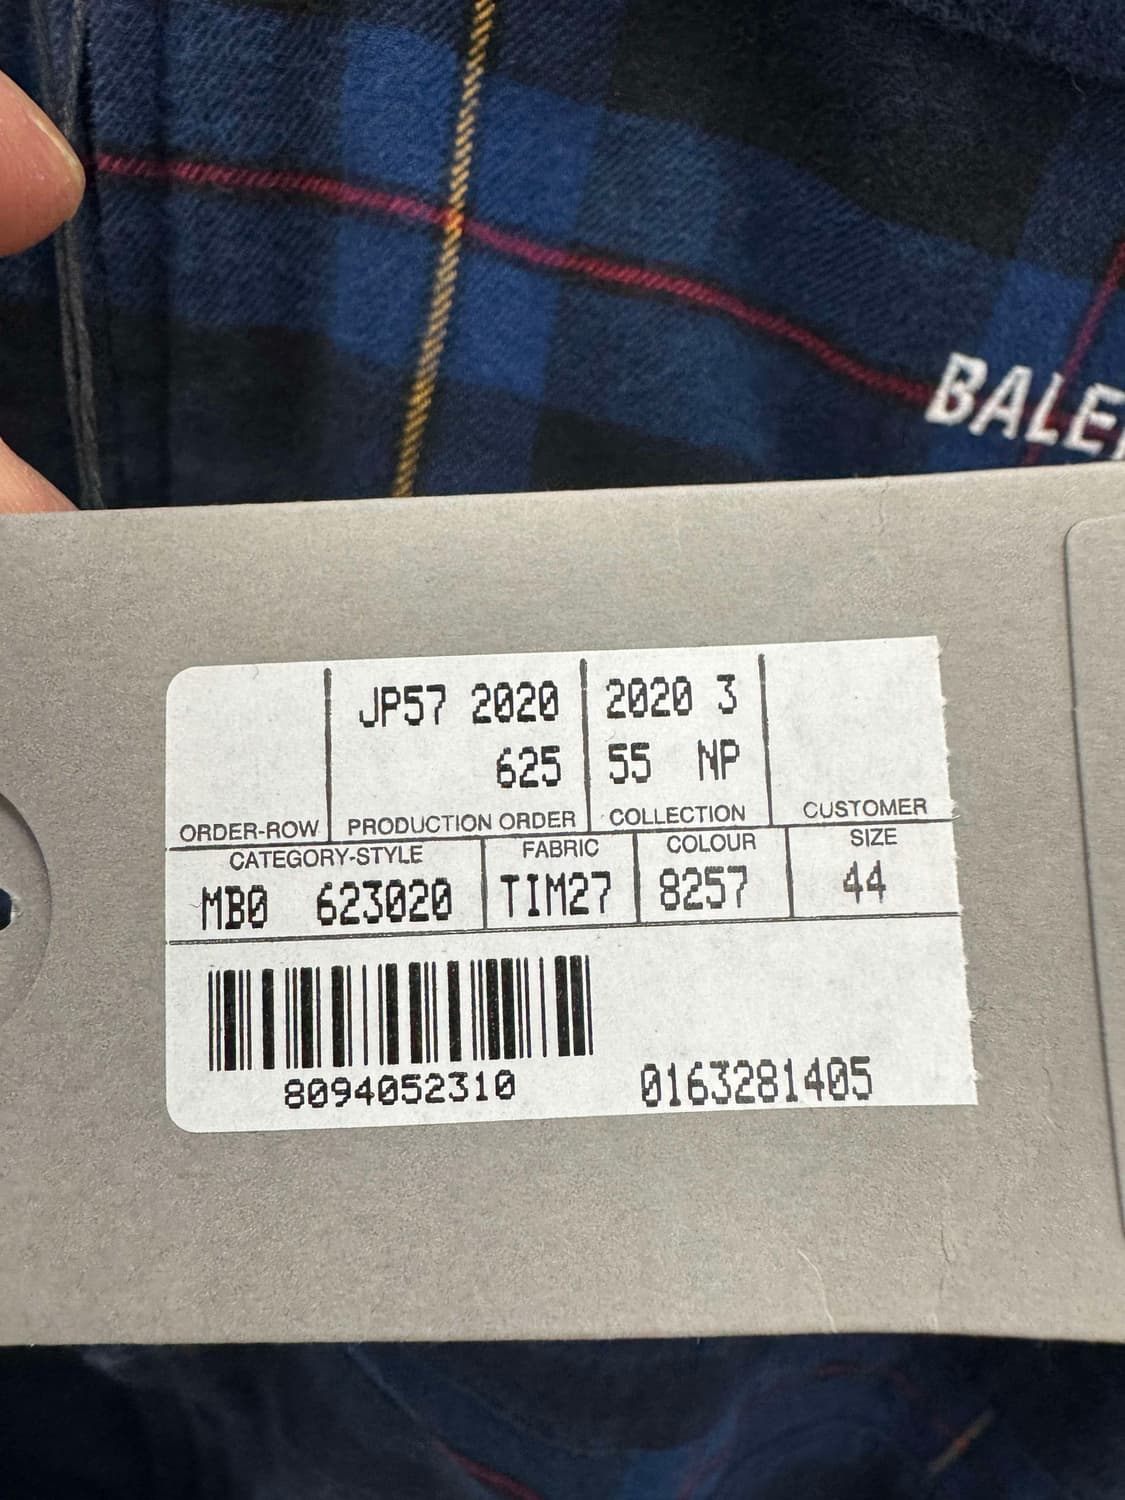 BALE
JP57 2020
2020 3
625
55 NP
ORDER-ROW
PRODUCTION ORDER
COLLECTION
CUSTOMER
CATEGORY-STYLE
FABRIC
COLOUR
SIZE
MB0 623020
TIM27
8257
44
8094052310
0163281405